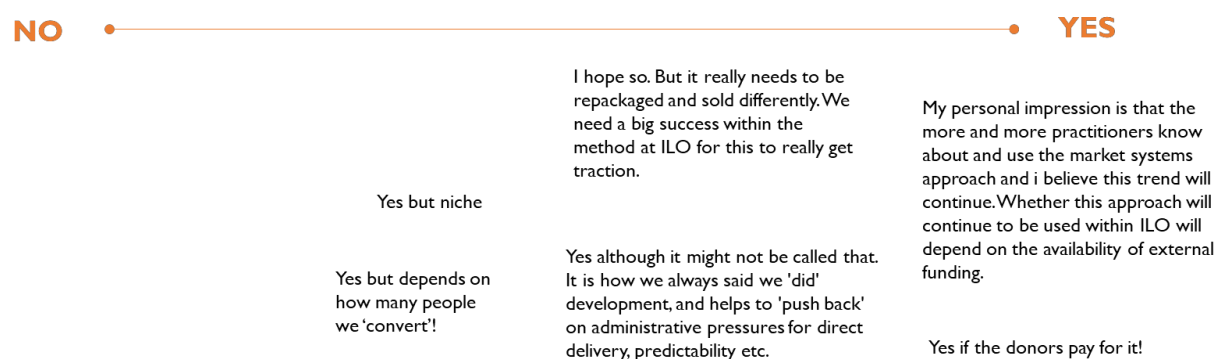 NO
YES
I hope so. But it really needs to be
repackaged and sold differently. We
need a big success within the
method at ILO for this to really get
traction.
My personal impression is that the
more and more practitioners know
about and use the market systems
approach and i believe this trend will
continue. Whether this approach will
continue to be used within ILO will
depend on the availability of external
funding.
Yes but niche
Yes although it might not be called that.
It is how we always said we 'did'
development, and helps to 'push back'
on administrative pressures for direct
delivery, predictability etc.
Yes but depends on
how many people
we ‘convert’!
Yes if the donors pay for it!